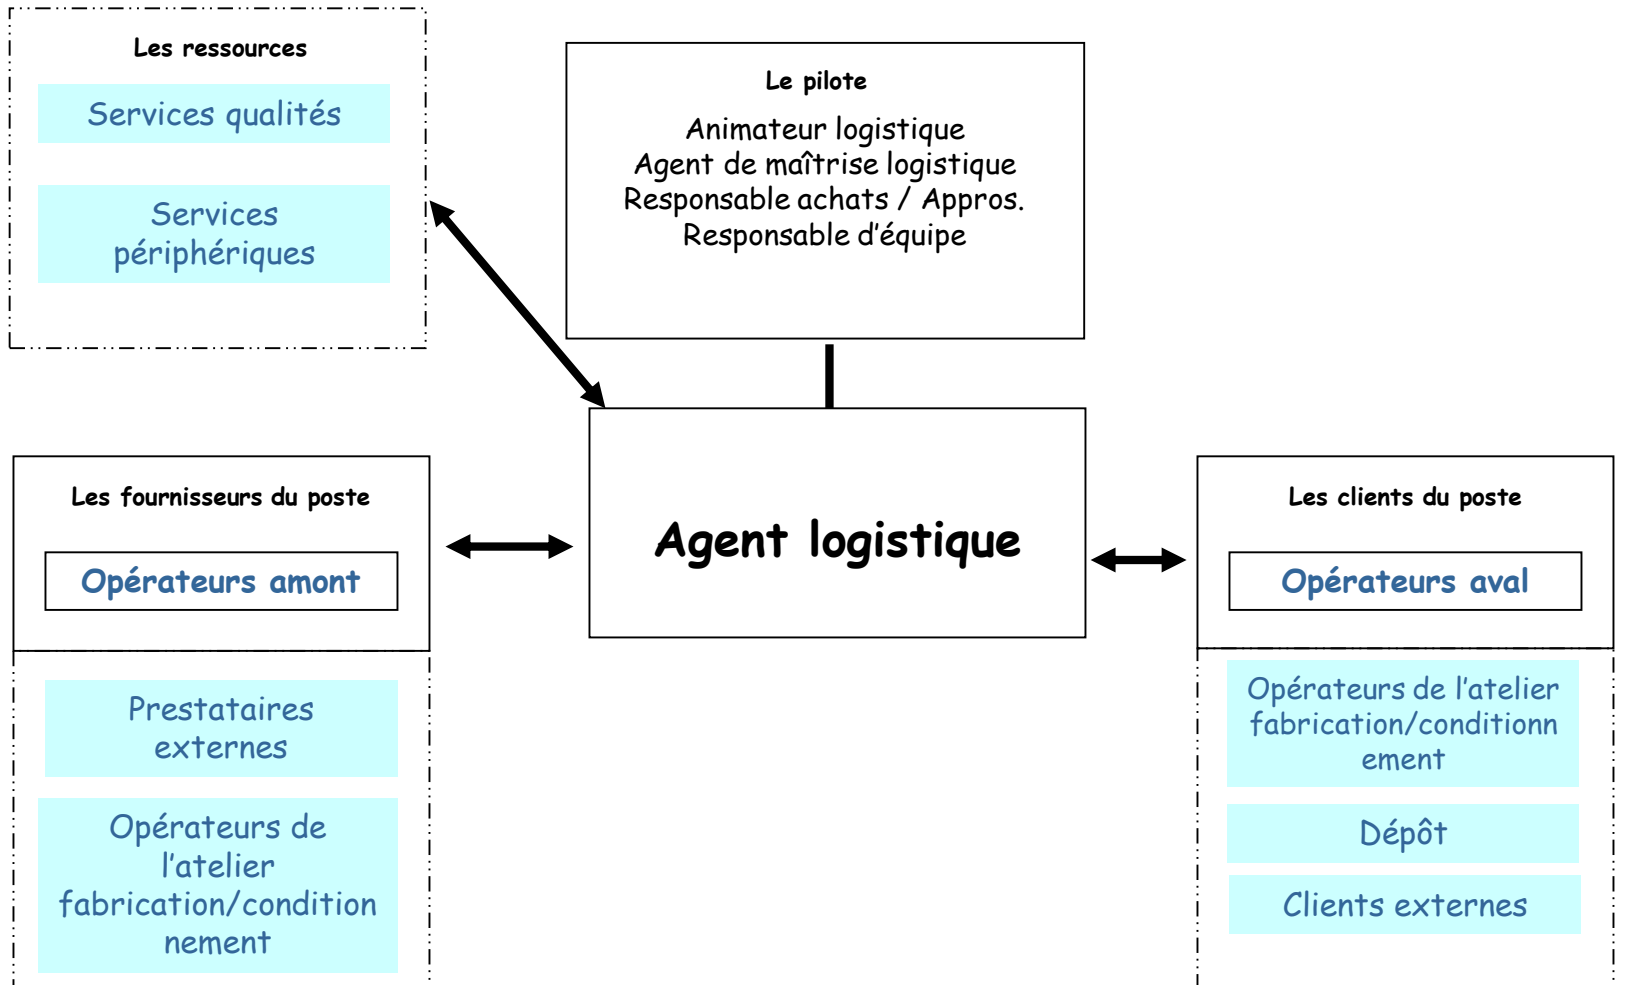 Les ressources
Services qualités
Services
périphériques
Le pilote
Animateur logistique
Agent de maîtrise logistique
Responsable achats / Appros.
Responsable d’équipe
Agent logistique
Les fournisseurs du poste
Opérateurs amont
Prestataires
externes
Opérateurs de
l’atelier
fabrication/condition
nement
Les clients du poste
Opérateurs aval
Opérateurs de l’atelier
fabrication/conditionn
ement
Dépôt
Clients externes